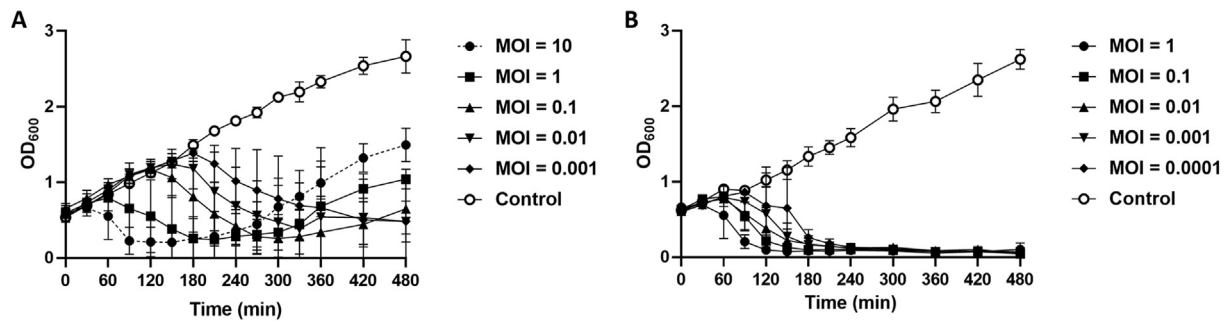 A
3
2
1
0
OD600
0 60 120 180 240 300 360 420 480
Time (min)
MOI = 10
MOI = 1
MOI = 0.1
MOI = 0.01
MOI = 0.001
Control
B
3
2
1
0
OD600
0 60 120 180 240 300 360 420 480
Time (min)
MOI = 1
MOI = 0.1
MOI = 0.01
MOI = 0.001
MOI = 0.0001
Control